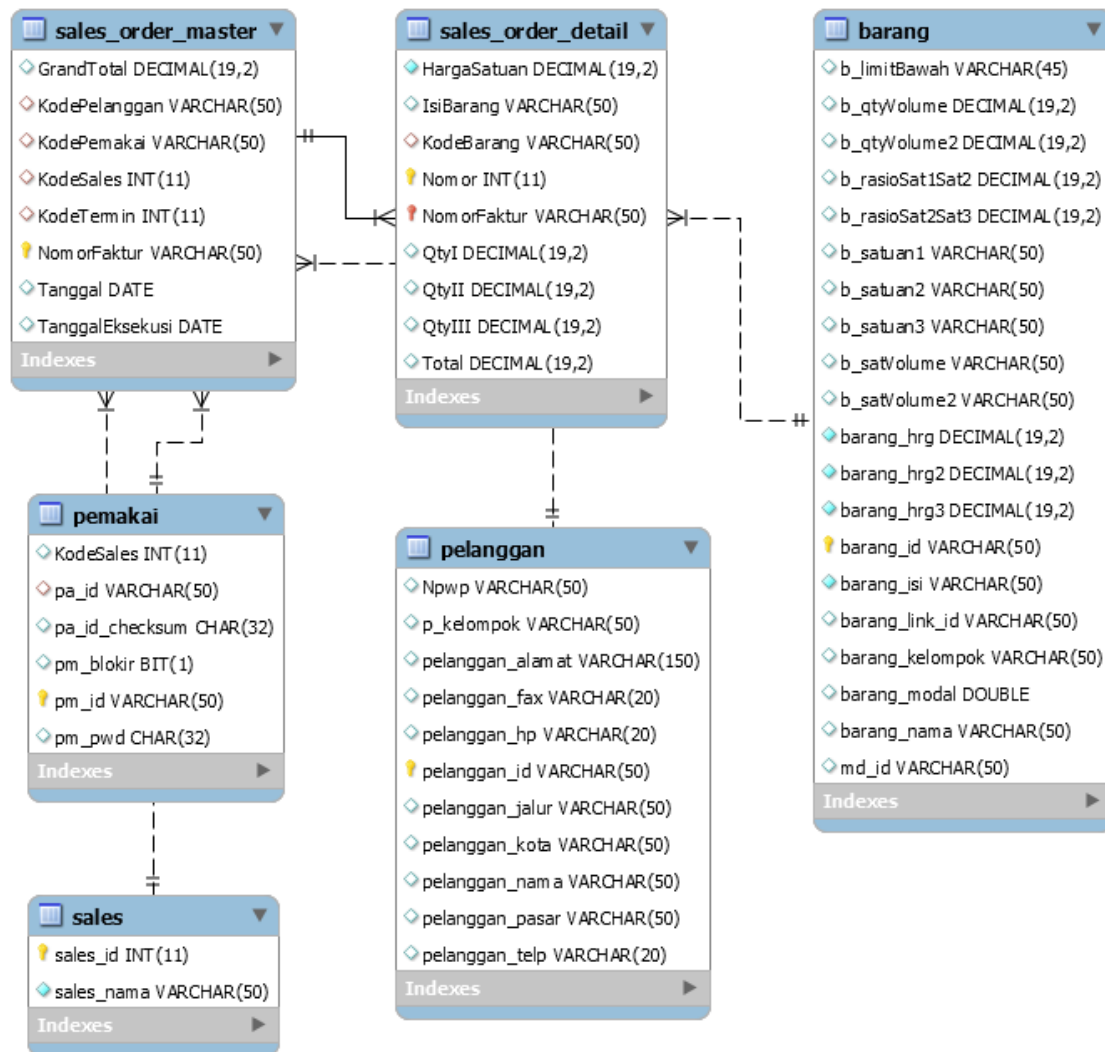 sales_order_master
GrandTotal DECIMAL(19,2)
KodePelanggan VARCHAR(50)
KodePemakai VARCHAR(50)
KodeSales INT(11)
KodeTermin INT(11)
NomorFaktur VARCHAR(50)
Tanggal DATE
TanggalEksekusi DATE
Indexes
sales_order_detail
HargaSatuan DECIMAL(19,2)
IsiBarang VARCHAR(50)
KodeBarang VARCHAR(50)
Nomor INT(11)
NomorFaktur VARCHAR(50)
QtyI DECIMAL(19,2)
QtyII DECIMAL(19,2)
QtyIII DECIMAL(19,2)
Total DECIMAL(19,2)
Indexes
barang
b_limitBawah VARCHAR(45)
b_qtyVolume DECIMAL(19,2)
b_qtyVolume2 DECIMAL(19,2)
b_rasioSat1Sat2 DECIMAL(19,2)
b_rasioSat2Sat3 DECIMAL(19,2)
b_satuan1 VARCHAR(50)
b_satuan2 VARCHAR(50)
b_satuan3 VARCHAR(50)
b_satVolume VARCHAR(50)
b_satVolume2 VARCHAR(50)
barang_hrg DECIMAL(19,2)
barang_hrg2 DECIMAL(19,2)
barang_hrg3 DECIMAL(19,2)
barang_id VARCHAR(50)
barang_isi VARCHAR(50)
barang_link_id VARCHAR(50)
barang_kelompok VARCHAR(50)
barang_modal DOUBLE
barang_nama VARCHAR(50)
md_id VARCHAR(50)
Indexes
pemakai
KodeSales INT(11)
pa_id VARCHAR(50)
pa_id_checksum CHAR(32)
pm_blokir BIT(1)
pm_id VARCHAR(50)
pm_pwd CHAR(32)
Indexes
pelanggan
Npwp VARCHAR(50)
p_kelompok VARCHAR(50)
pelanggan_alamat VARCHAR(150)
pelanggan_fax VARCHAR(20)
pelanggan_hp VARCHAR(20)
pelanggan_id VARCHAR(50)
pelanggan_jalur VARCHAR(50)
pelanggan_kota VARCHAR(50)
pelanggan_nama VARCHAR(50)
pelanggan_pasar VARCHAR(50)
pelanggan_telp VARCHAR(20)
Indexes
sales
sales_id INT(11)
sales_nama VARCHAR(50)
Indexes